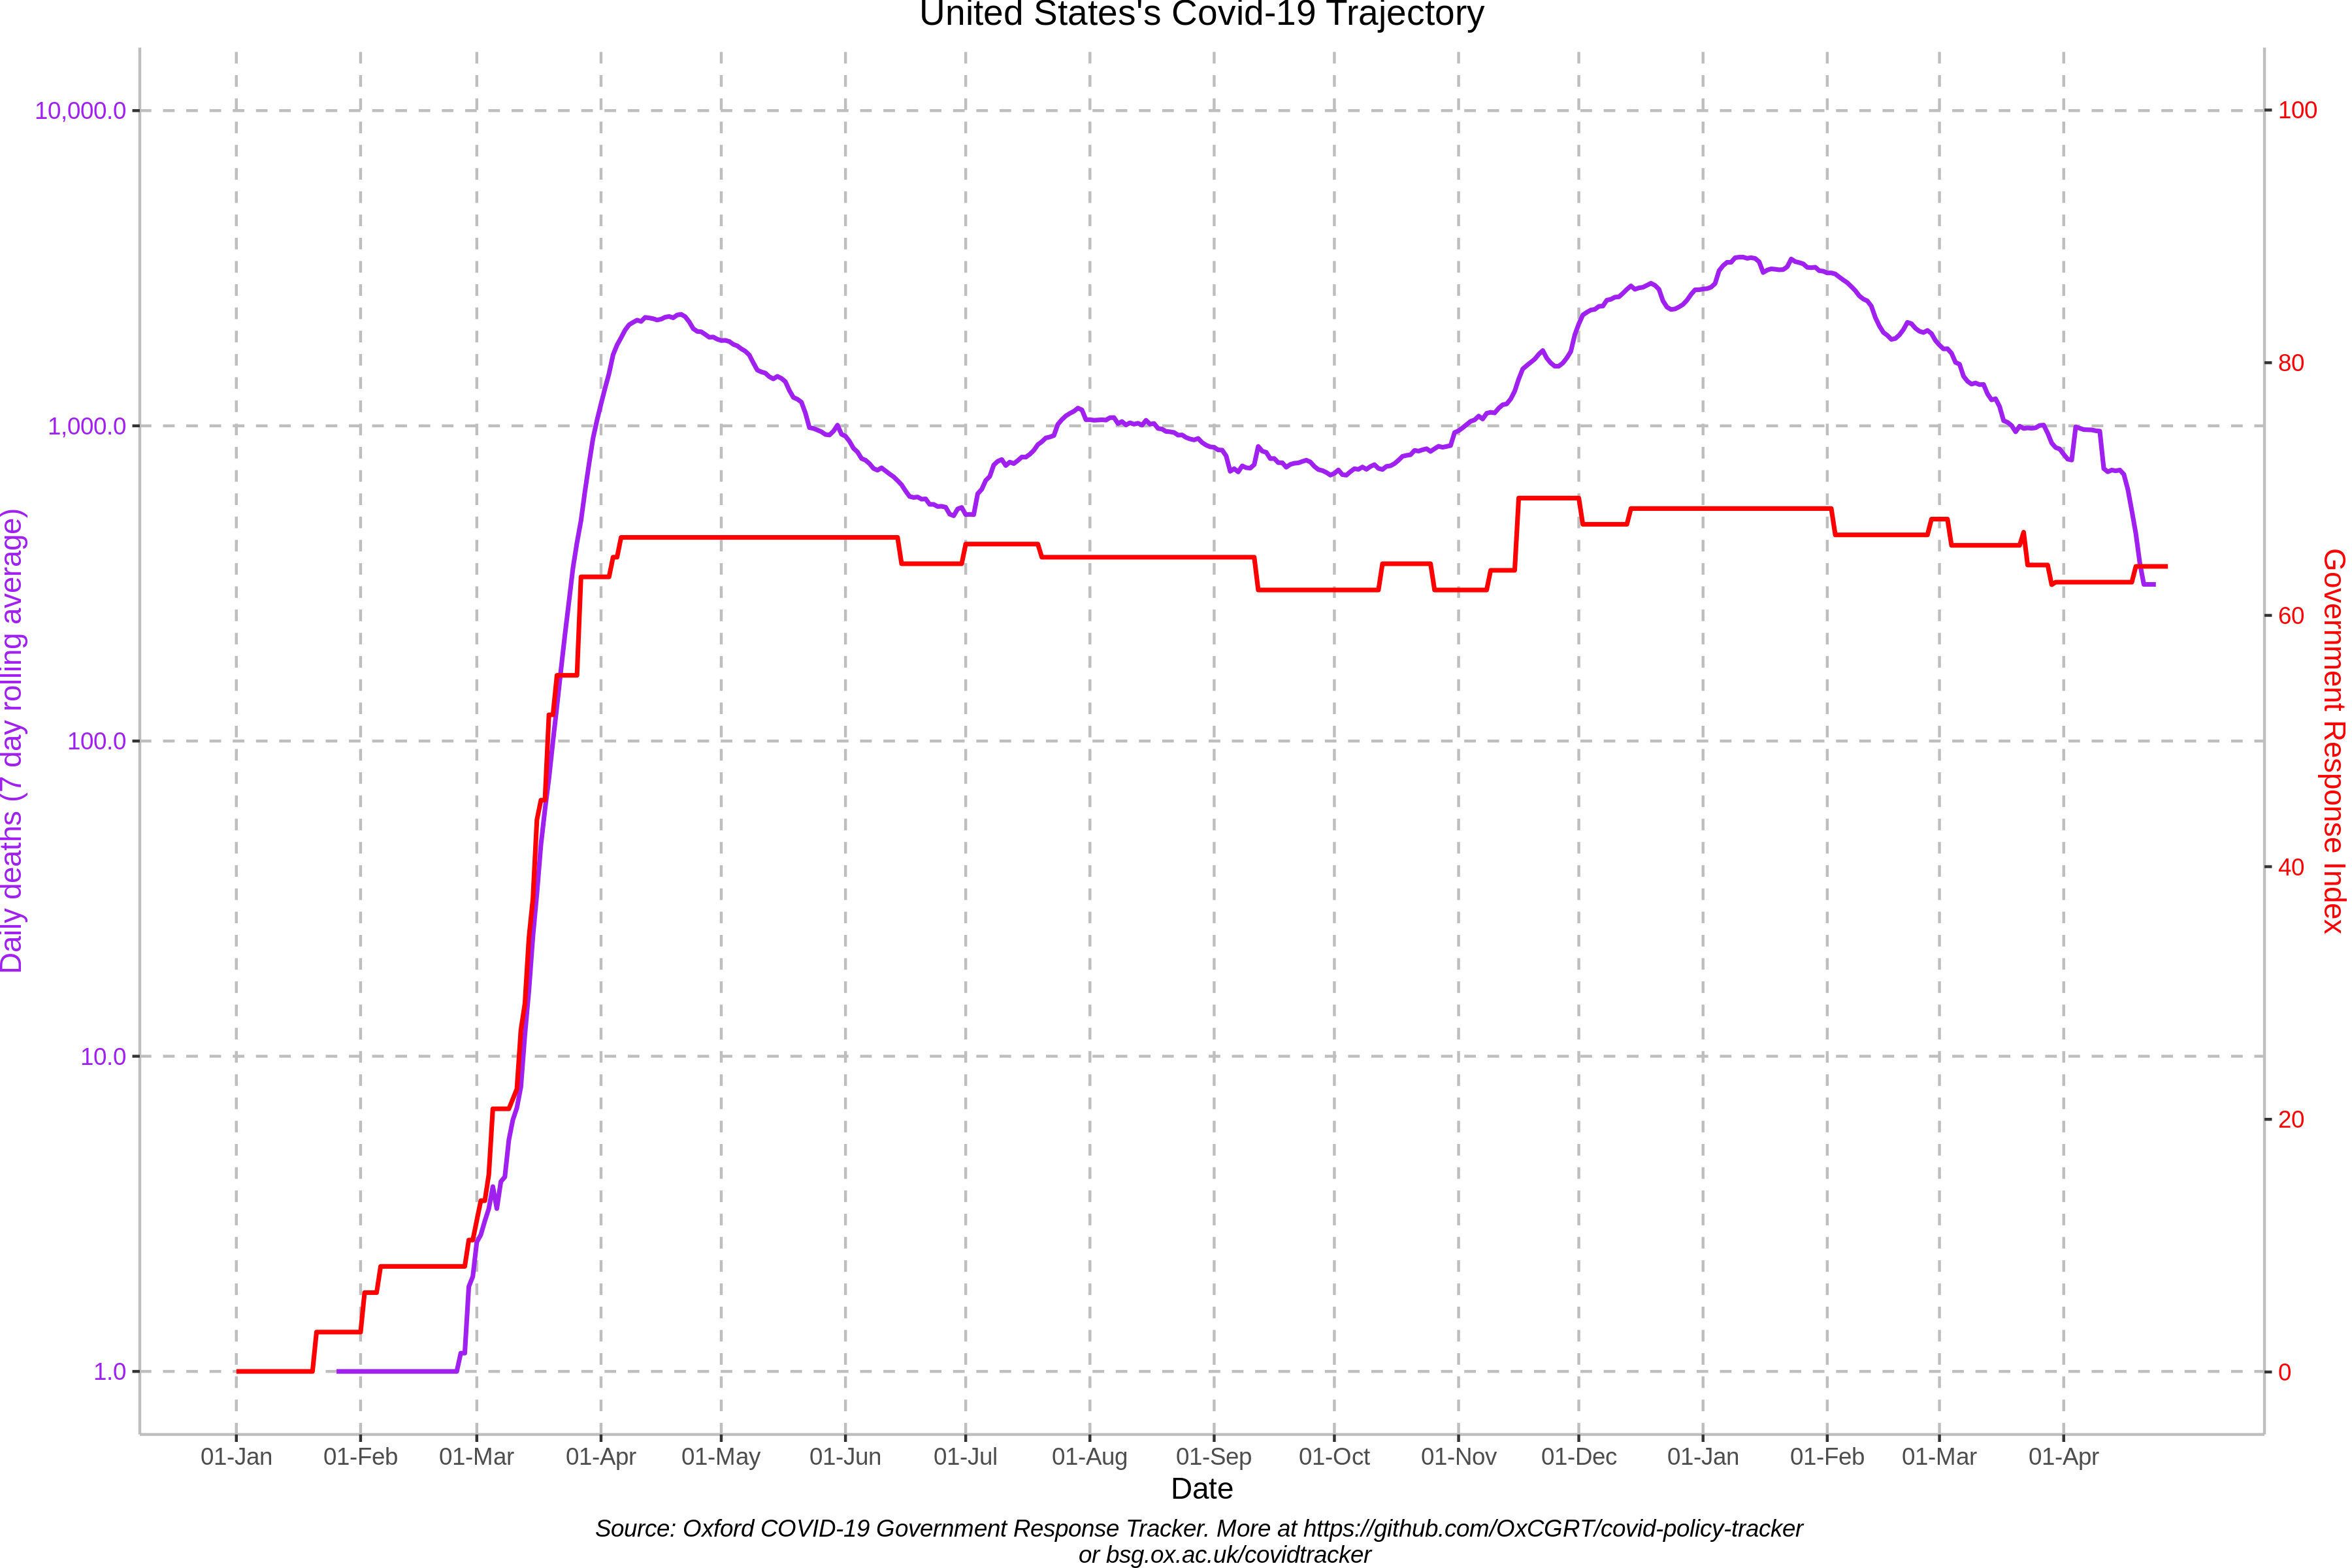 United States's Covid-19 Trajectory
Daily deaths (7 day rolling average)
10,000.0
1,000.0
100.0
10.0
1.0
100
80
60
40
20
0
Government Response Index
01-Jan 01-Feb 01-Mar 01-Apr 01-May 01-Jun 01-Jul 01-Aug 01-Sep 01-Oct 01-Nov 01-Dec 01-Jan 01-Feb 01-Mar 01-Apr
Date
Source: Oxford COVID-19 Government Response Tracker. More at https://github.com/OxCGRT/covid-policy-tracker
or bsg.ox.ac.uk/covidtracker